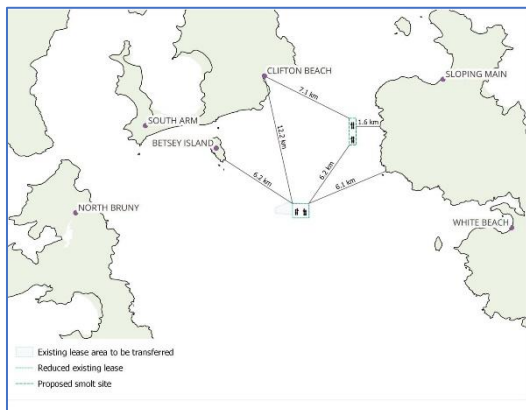 CLIFTON BEACH
SLOPING MAIN
7.1 km
1.6 km
SOUTH ARM
BETSEY ISLAND
12.2 km
6.2 km
6.2 km
6.1 km
NORTH BRUNY
WHITE BEACH
Existing lease area to be transferred
Reduced existing lease
Proposed smolt site